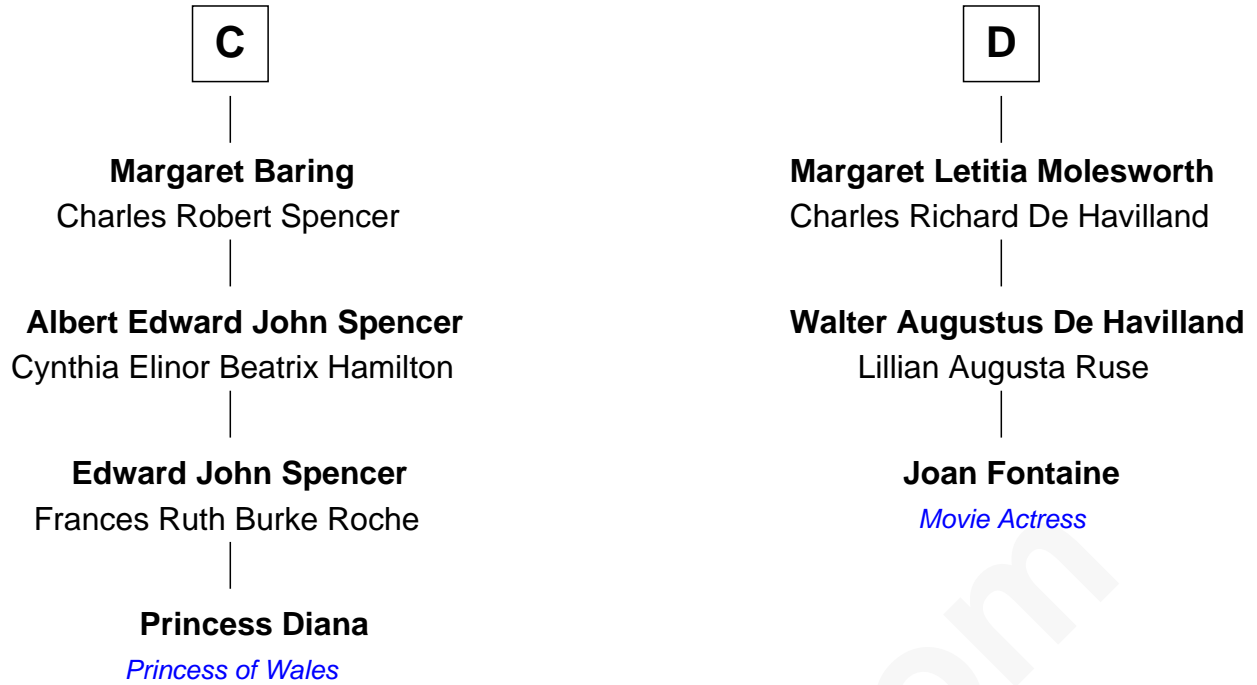 C
Margaret Baring
Charles Robert Spencer
Albert Edward John Spencer
Cynthia Elinor Beatrix Hamilton
Edward John Spencer
Frances Ruth Burke Roche
Princess Diana
Princess of Wales
D
Margaret Letitia Molesworth
Charles Richard De Havilland
Walter Augustus De Havilland
Lillian Augusta Ruse
Joan Fontaine
Movie Actress
om